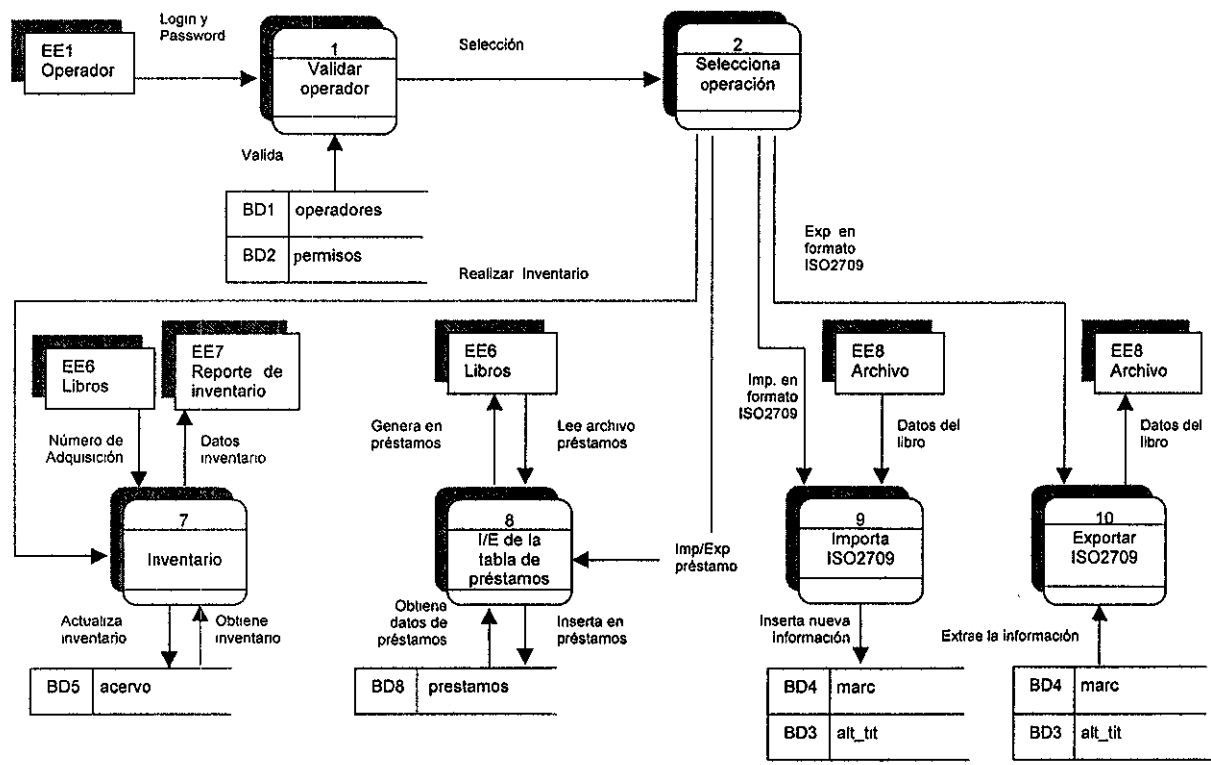 Login y
Password
EE1
Operador
1
Validar
operador
Selección
2
Selecciona
operación
Valida
BD1 operadores
BD2 permisos
Exp en
formato
ISO2709
Realizar Inventario
EE6
Libros
EE7
Reporte de
inventario
EE6
Libros
Imp. en
formato
ISO2709
EE8
Archivo
EE8
Archivo
Número de
Adquisición
Datos
inventario
Genera en
préstamos
Lee archivo
préstamos
Datos del
libro
Datos del
libro
7
Inventario
8
I/E de la
tabla de
préstamos
Imp/Exp
préstamo
9
Importa
ISO2709
10
Exportar
ISO2709
Actualiza
inventario
Obtiene
inventario
Obtiene
datos de
préstamos
Inserta en
préstamos
Inserta nueva
información
Extrae la información
BD5 acervo
BD8 prestamos
BD4 marc
BD3 alt_tit
BD4 marc
BD3 alt_tit